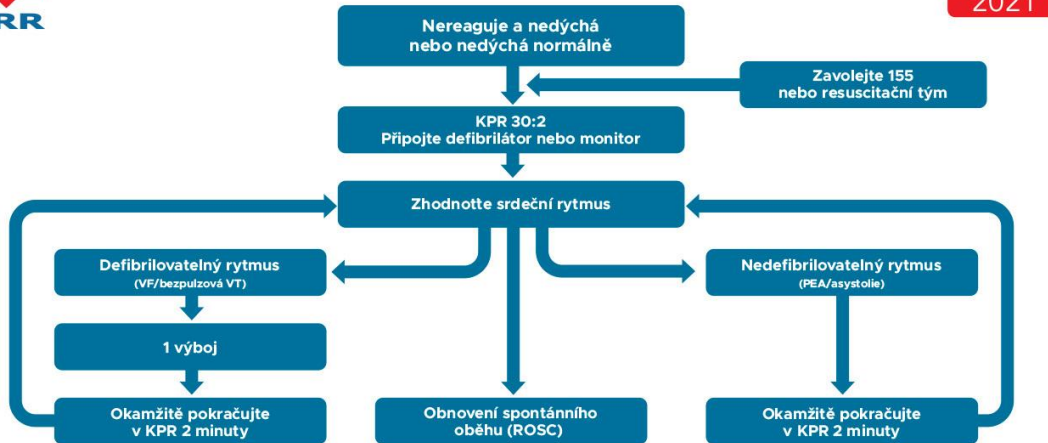 RR
2021
Nereaguje a nedýchá
nebo nedýchá normálně
Zavolejte 155
nebo resuscitační tým
KPR 30:2
Připojte defibrilátor nebo monitor
Zhodnoťte srdeční rytmus
Defibrilovatelný rytmus
(VF/bezpulzová VT)
Nedefibrilovatelný rytmus
(PEA/asystolie)
1 výboj
Okamžitě pokračujte
v KPR 2 minuty
Obnovení spontánního
oběhu (ROSC)
Okamžitě pokračujte
v KPR 2 minuty